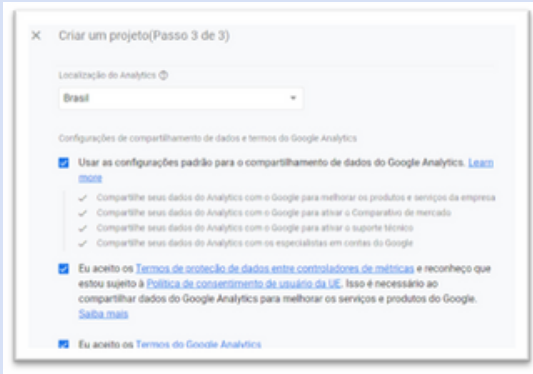 Criar um projeto(Passo 3 de 3)
Localização do Analytics
Brasil
Configurações de compartilhamento de dados e termos do Google Analytics
Usar as configurações padrão para o compartilhamento de dados do Google Analytics. Learn
more
Compartilhe seus dados do Analytics com o Google para melhorar os produtos e serviços da empresa
Compartilhe seus dados do Analytics com o Google para ativar o Comparativo de mercado
Compartilhe seus dados do Analytics com o Google para ativar o suporte técnico
Compartilhe seus dados do Analytics com os especialistas em contas do Google
Eu aceito os Termos de proteção de dados entre controladores de métricas e reconheço que
estou sujeito à Política de consentimento de usuário da UE. Isso é necessário ao
compartilhar dados do Google Analytics para melhorar os serviços e produtos do Google.
Saiba mais
Eu aceito os Termos do Google Analytics